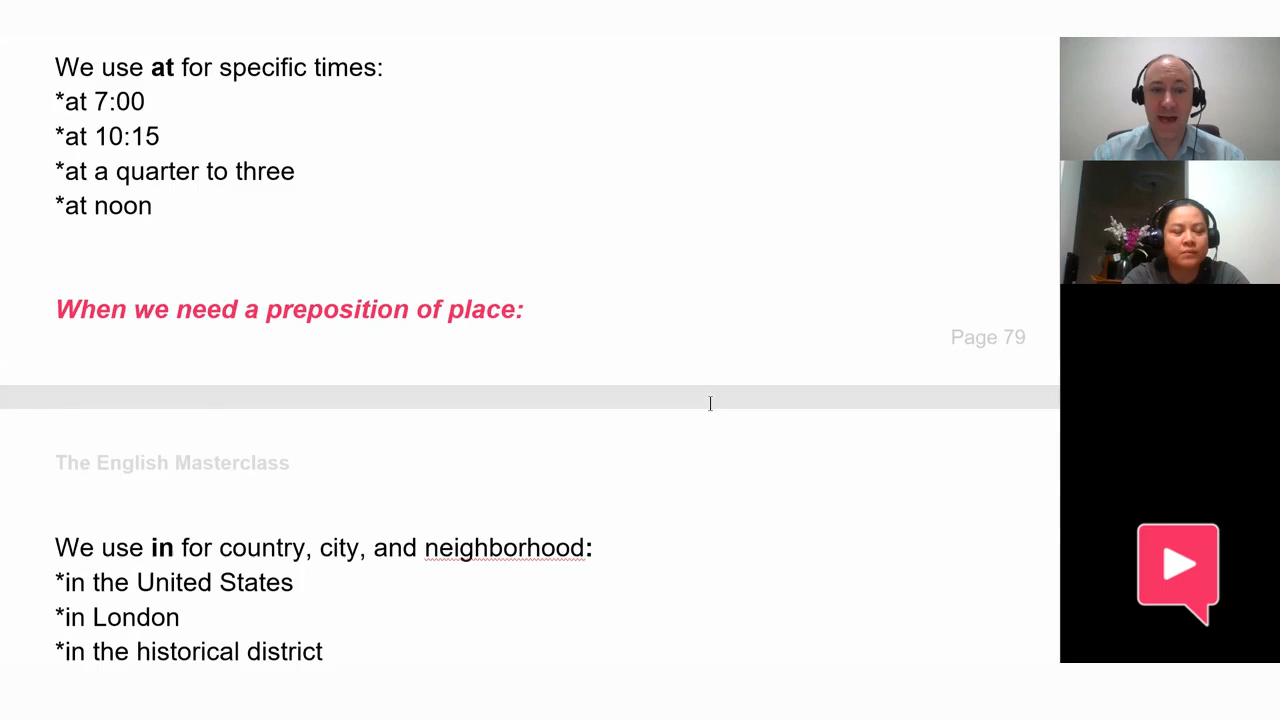 We use at for specific times:
*at 7:00
*at 10:15
*at a quarter to three
*at noon
When we need a preposition of place:
Page 79
The English Masterclass
We use in for country, city, and neighborhood:
*in the United States
*in London
*in the historical district